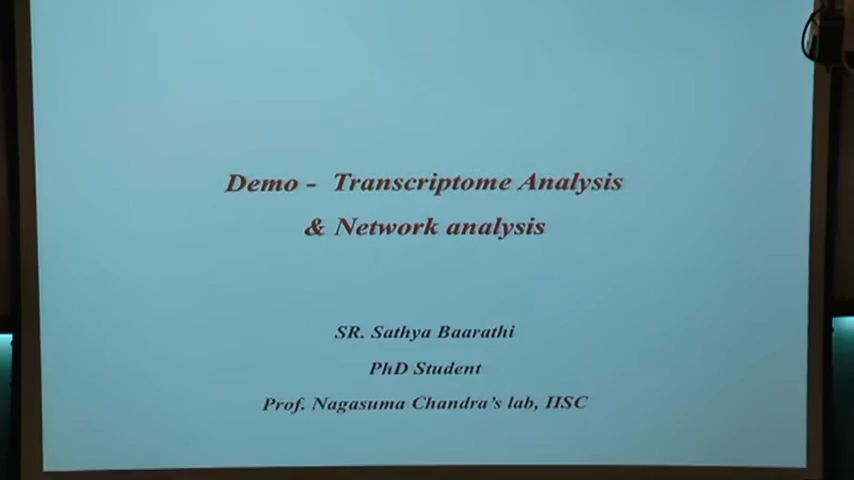 Demo - Transcriptome Analysis
& Network analysis
SR. Sathya Baarathi
PhD Student
Prof. Nagasuma Chandra's lab, IISC